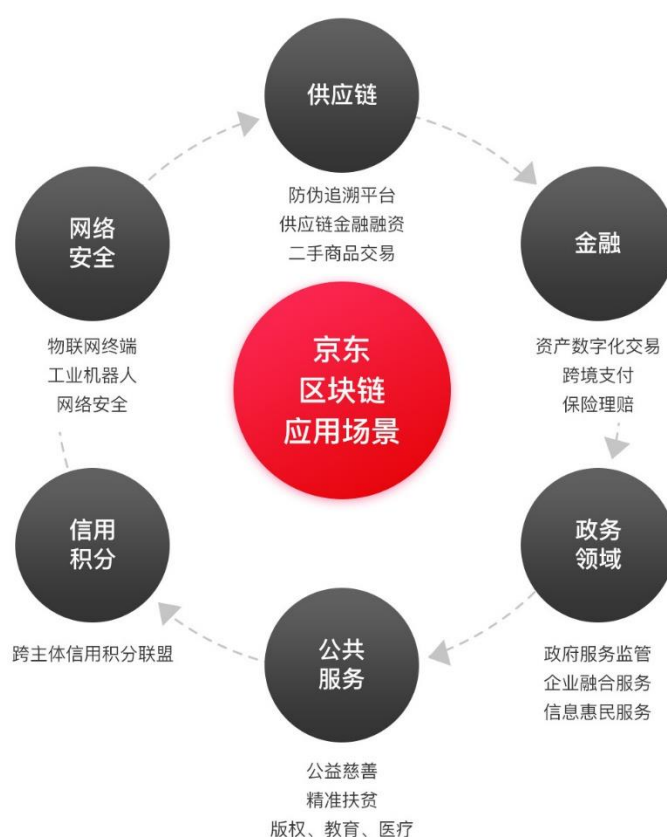 供应链
防伪追溯平台
供应链金融融资
二手商品交易
金融
资产数字化交易
跨境支付
保险理赔
政务
领域
政府服务监管
企业融合服务
信息惠民服务
公共
服务
公益慈善
精准扶贫
版权、教育、医疗
信用
积分
跨主体信用积分联盟
网络
安全
物联网终端
工业机器人
网络安全
京东
区块链
应用场景